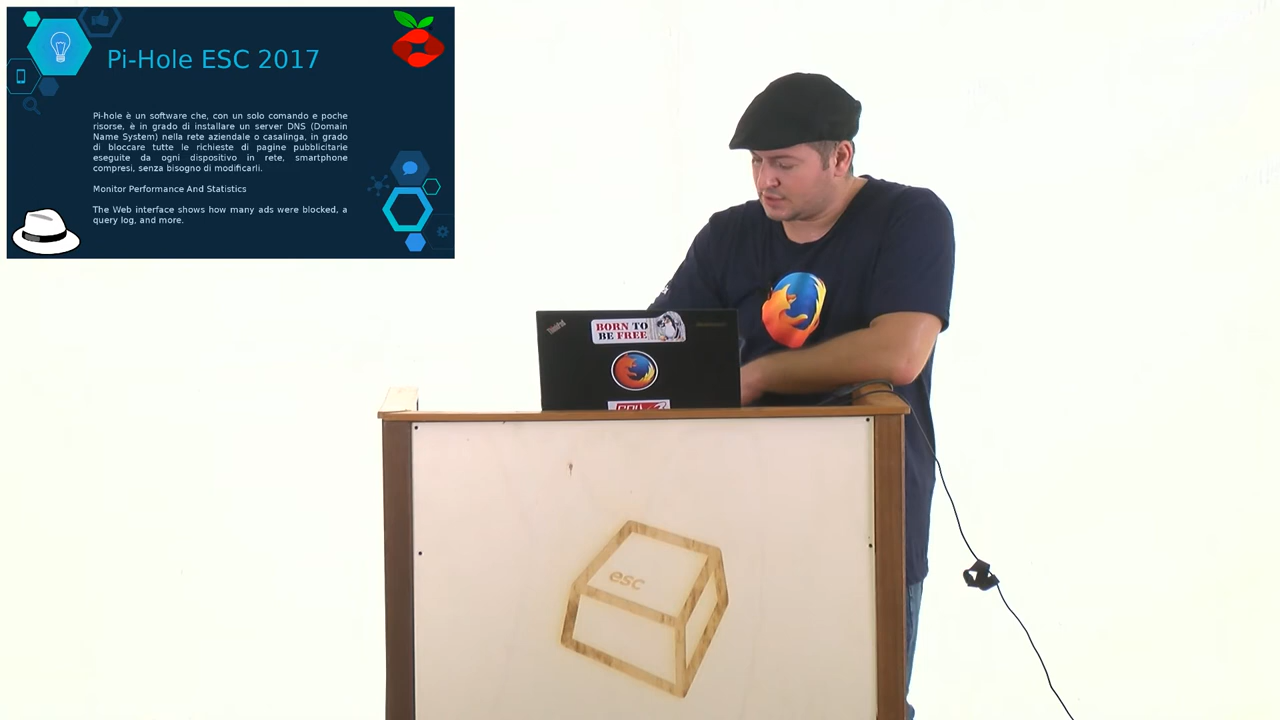 Pi-Hole ESC 2017
Pi-hole è un software che, con un solo comando e poche
risorse, è in grado di installare un server DNS (Domain
Name System) nella rete aziendale o casalinga, in grado
di bloccare tutte le richieste di pagine pubblicitarie
eseguite da ogni dispositivo in rete, smartphone
compresi, senza bisogno di modificarli.
Monitor Performance And Statistics
The Web interface shows how many ads were blocked, a
query log, and more.
ThinkPad
BORN TO
BE FREE
esc